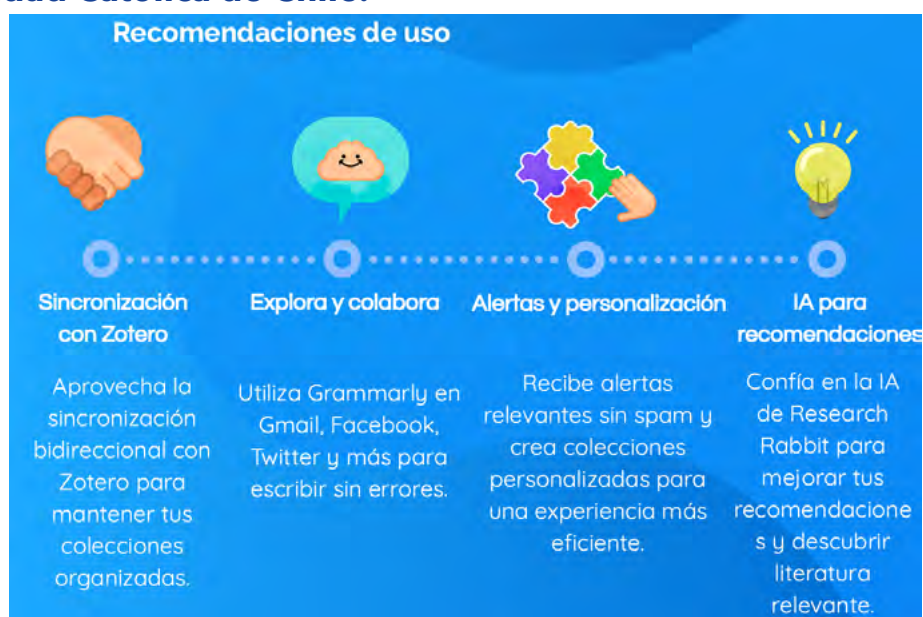 Recomendaciones de uso
Sincronización
con Zotero
Aprovecha la
sincronización
bidireccional con
Zotero para
mantener tus
colecciones
organizadas.
Explora y colabora
Utiliza Grammarly en
Gmail, Facebook,
Twitter y más para
escribir sin errores.
Alertas y personalización
Recibe alertas
relevantes sin spam y
crea colecciones
personalizadas para
una experiencia más
eficiente.
IA para
recomendaciones
Confía en la IA
de Research
Rabbit para
mejorar tus
recomendacione
s y descubrir
literatura
relevante.